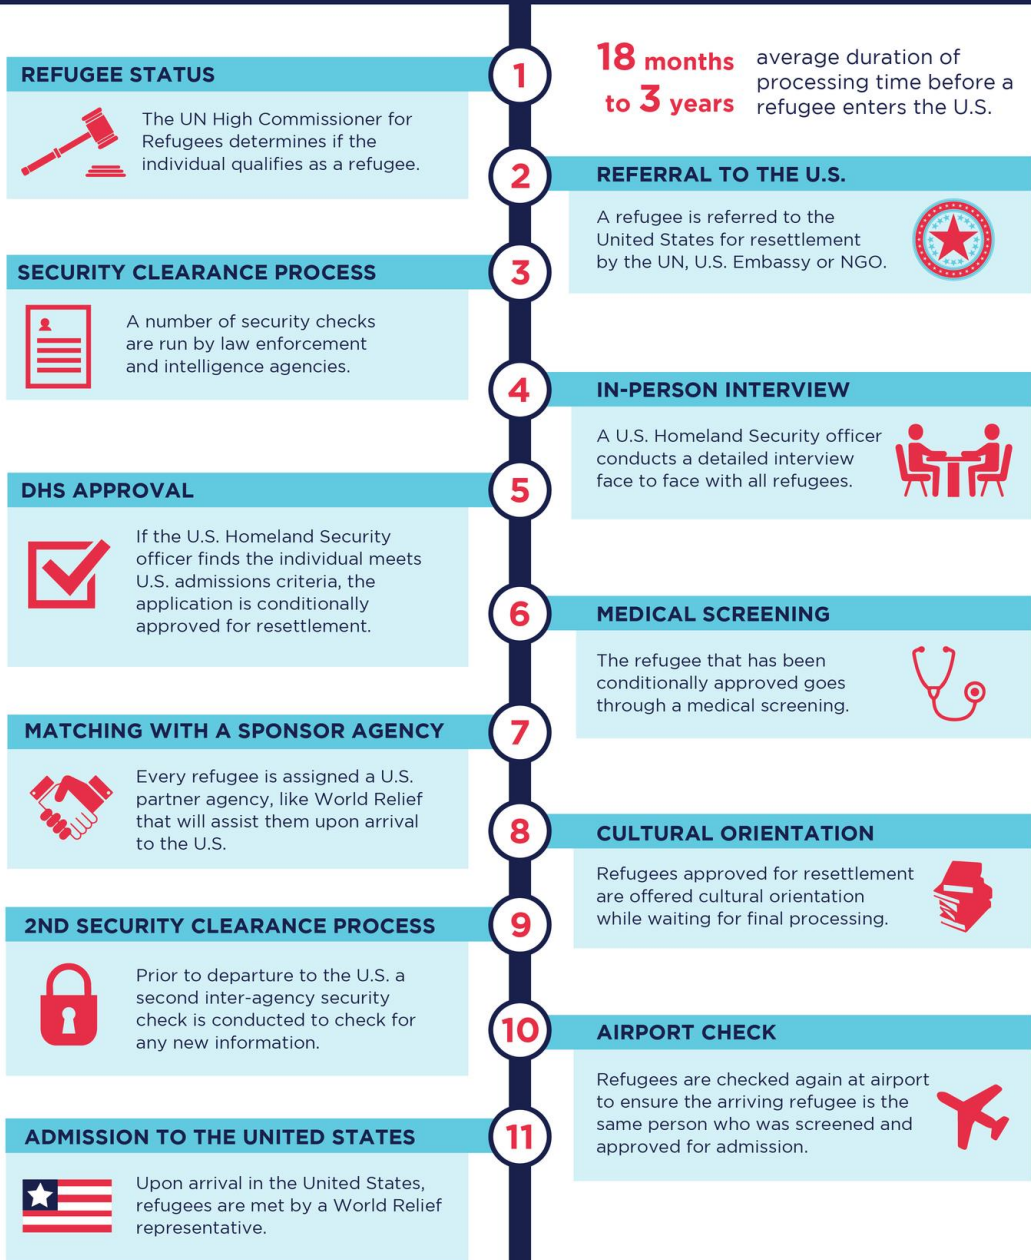 1
REFUGEE STATUS
The UN High Commissioner for
Refugees determines if the
individual qualifies as a refugee.
18 months
to 3 years
average duration of
processing time before a
refugee enters the U.S.
2
REFERRAL TO THE U.S.
A refugee is referred to the
United States for resettlement
by the UN, U.S. Embassy or NGO.
3
SECURITY CLEARANCE PROCESS
A number of security checks
are run by law enforcement
and intelligence agencies.
4
IN-PERSON INTERVIEW
A U.S. Homeland Security officer
conducts a detailed interview
face to face with all refugees.
5
DHS APPROVAL
If the U.S. Homeland Security
officer finds the individual meets
U.S. admissions criteria, the
application is conditionally
approved for resettlement.
6
MEDICAL SCREENING
The refugee that has been
conditionally approved goes
through a medical screening.
7
MATCHING WITH A SPONSOR AGENCY
Every refugee is assigned a U.S.
partner agency, like World Relief
that will assist them upon arrival
to the U.S.
8
CULTURAL ORIENTATION
Refugees approved for resettlement
are offered cultural orientation
while waiting for final processing.
9
2ND SECURITY CLEARANCE PROCESS
Prior to departure to the U.S. a
second inter-agency security
check is conducted to check for
any new information.
10
AIRPORT CHECK
Refugees are checked again at airport
to ensure the arriving refugee is the
same person who was screened and
approved for admission.
11
ADMISSION TO THE UNITED STATES
Upon arrival in the United States,
refugees are met by a World Relief
representative.